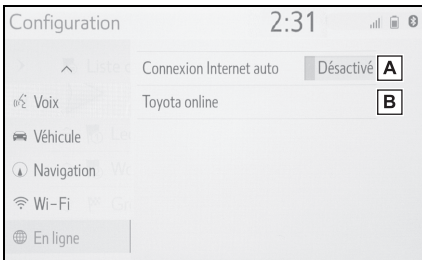 Configuration 2:31
Connexion Internet auto Désactivé A
Voix
Toyota online B
Véhicule
Navigation
Wi-Fi
En ligne